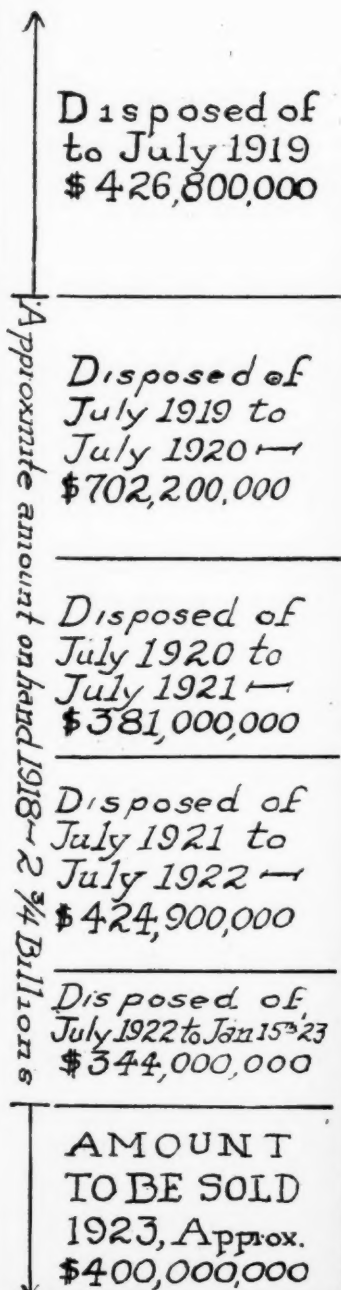 Disposed of
to July 1919
$426,800,000
Approxmite amount on hand 1918~2 3/4 Billions
Disposed of
July 1919 to
July 1920 —
$702,200,000
Disposed of
July 1920 to
July 1921 —
$381,000,000
Disposed of
July 1921 to
July 1922 —
$424,900,000
Disposed of,
July 1922 to Jan 15th 23
$344,000,000
AMOUNT
TO BE SOLD
1923, Approx.
$400,000,000